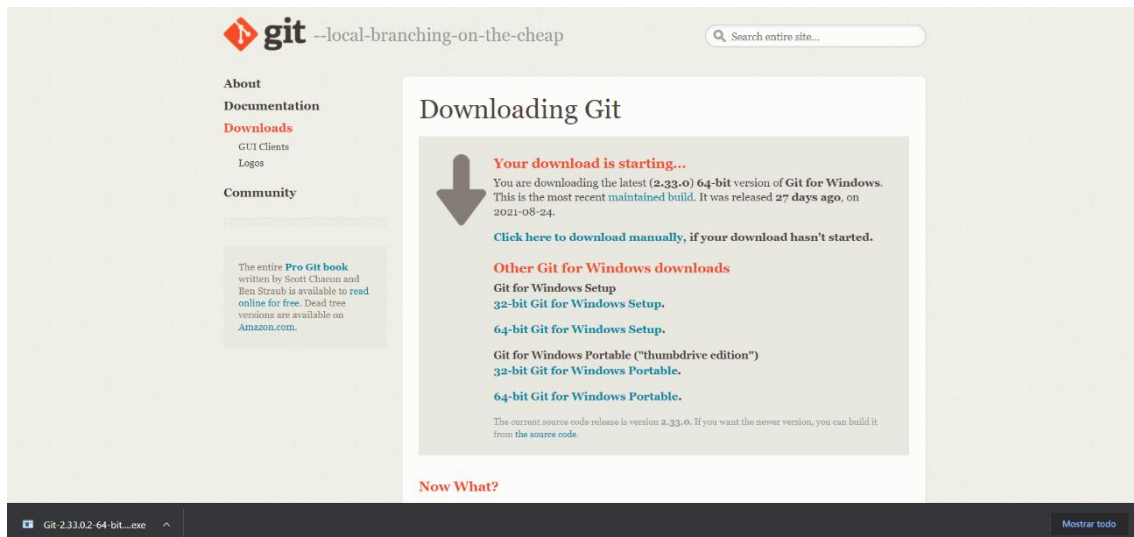 git --local-branching-on-the-cheap
Search entire site...
About
Documentation
Downloads
GUI Clients
Logos
Community
The entire Pro Git book
written by Scott Chacon and
Ben Straub is available to read
online for free. Dead tree
versions are available on
Amazon.com.
Downloading Git
Your download is starting...
You are downloading the latest (2.33.0) 64-bit version of Git for Windows.
This is the most recent maintained build. It was released 27 days ago, on
2021-08-24.
Click here to download manually, if your download hasn't started.
Other Git for Windows downloads
Git for Windows Setup
32-bit Git for Windows Setup.
64-bit Git for Windows Setup.
Git for Windows Portable ("thumbdrive edition")
32-bit Git for Windows Portable.
64-bit Git for Windows Portable.
The current source code release is version 2.33.0. If you want the newer version, you can build it
from the source code.
Now What?
Git-2.33.0.2-64-bit....exe
Mostrar todo